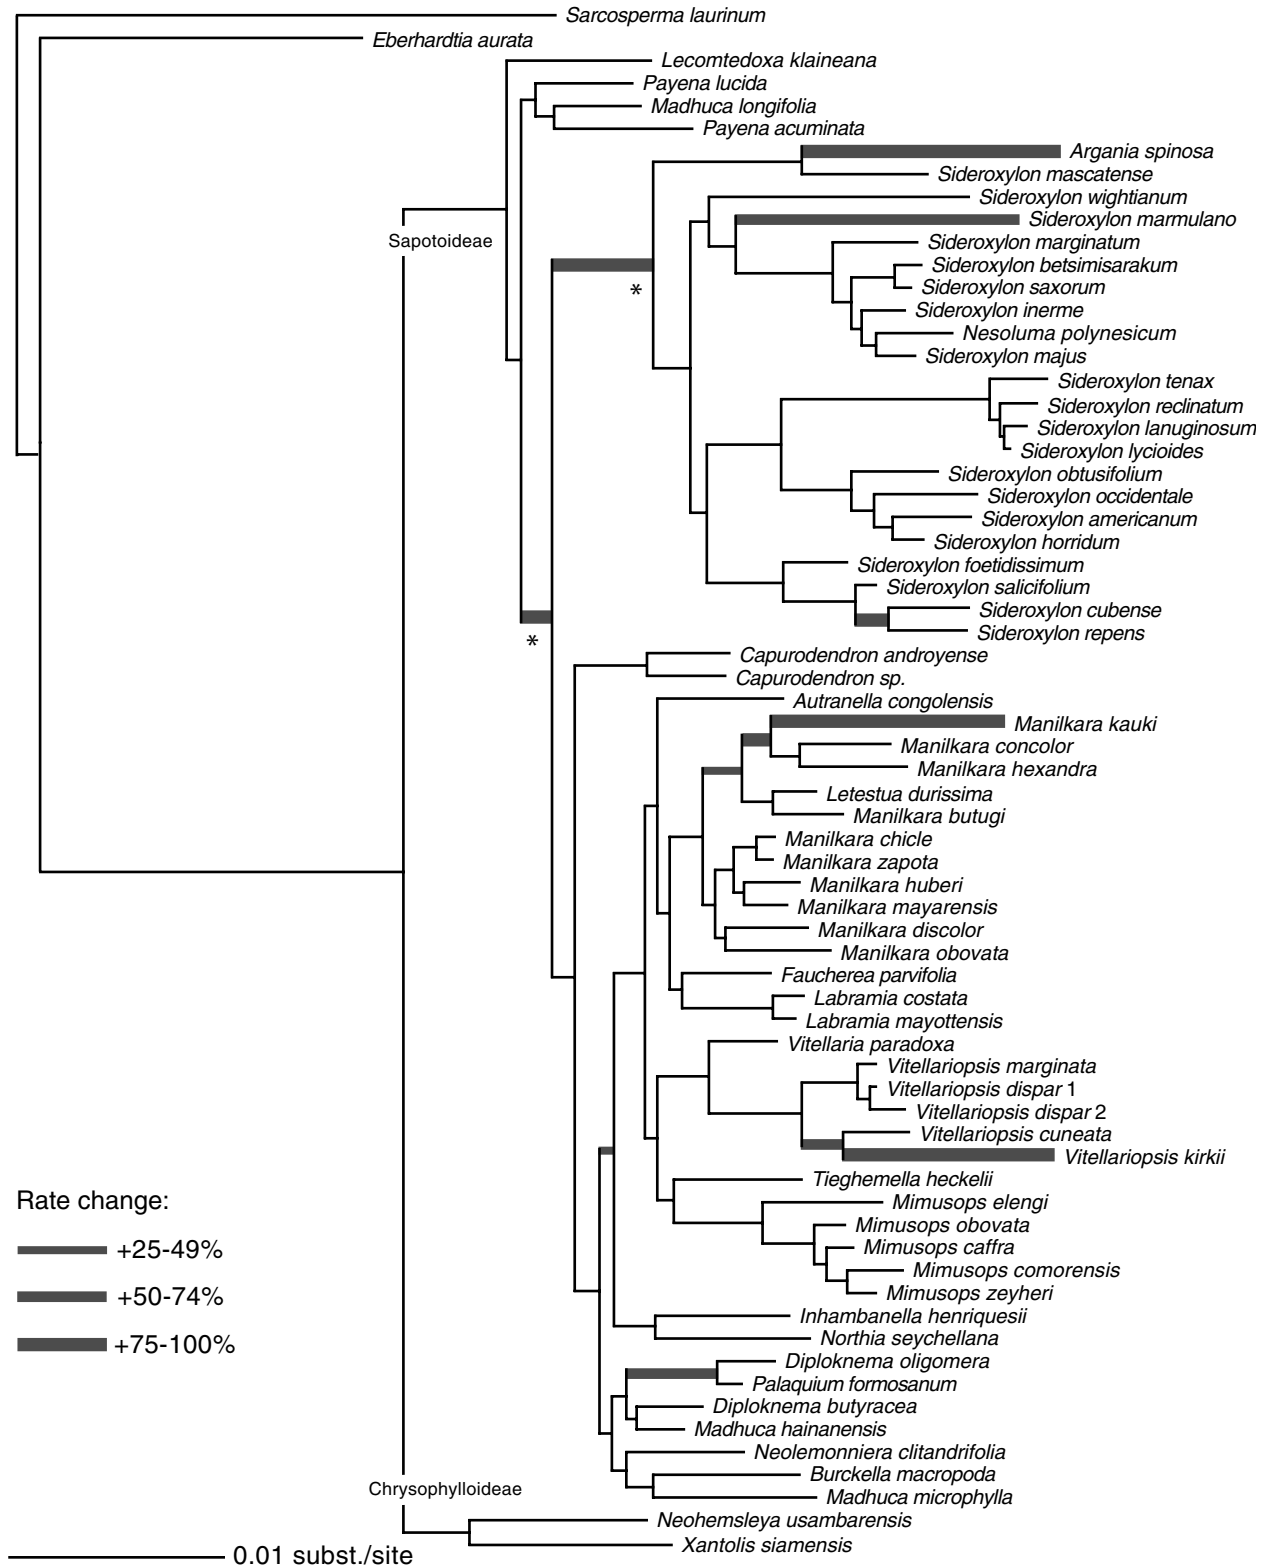 Sarcosperma laurinum
Eberhardtia aurata
Lecomtedoxa klaineana
Payena lucida
Madhuca longifolia
Payena acuminata
Argania spinosa
Sideroxylon mascatense
Sideroxylon wightianum
Sideroxylon marmulano
Sapotoideae
Sideroxylon marginatum
Sideroxylon betsimisarakum
*
Sideroxylon saxorum
Sideroxylon inerme
Nesoluma polynesicum
Sideroxylon majus
Sideroxylon tenax
Sideroxylon reclinatum
Sideroxylon lanuginosum
Sideroxylon lycioides
Sideroxylon obtusifolium
Sideroxylon occidentale
Sideroxylon americanum
Sideroxylon horridum
Sideroxylon foetidissimum
Sideroxylon salicifolium
Sideroxylon cubense
Sideroxylon repens
*
Capurodendron androyense
Capurodendron sp.
Autranella congolensis
Manilkara kauki
Manilkara concolor
Manilkara hexandra
Letestua durissima
Manilkara butugi
Manilkara chicle
Manilkara zapota
Manilkara huberi
Manilkara mayarensis
Manilkara discolor
Manilkara obovata
Faucherea parvifolia
Labramia costata
Labramia mayottensis
Vitellaria paradoxa
Vitellariopsis marginata
Vitellariopsis dispar 1
Vitellariopsis dispar 2
Vitellariopsis cuneata
Vitellariopsis kirkii
Tieghemella heckelii
Mimusops elengi
Mimusops obovata
Mimusops caffra
Mimusops comorensis
Mimusops zeyheri
Inhambanella henriquesii
Northia seychellana
Diploknema oligomera
Palaquium formosanum
Diploknema butyracea
Madhuca hainanensis
Neolemonniera clitandrifolia
Burckella macropoda
Madhuca microphylla
Chrysophylloideae
Neohemsleya usambarensis
Xantolis siamensis
Rate change:
+25-49%
+50-74%
+75-100%
0.01 subst./site